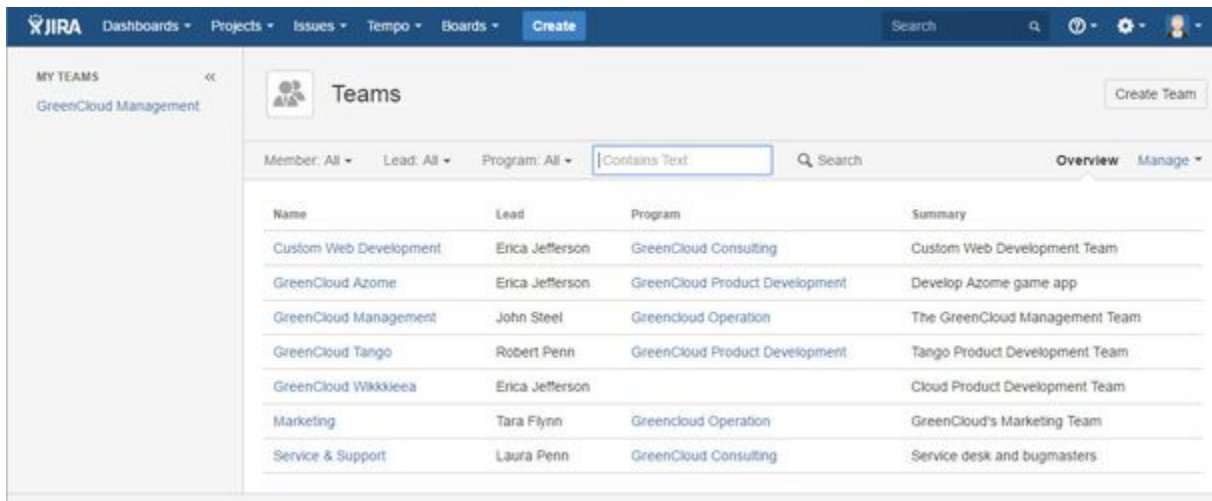 JIRA Dashboards Projects Issues Tempo Boards Create Search
MY TEAMS
GreenCloud Management
Teams
Create Team
Member: All Lead: All Program: All Contains Text Search Overview Manage
Name Lead Program Summary
Custom Web Development Erica Jefferson GreenCloud Consulting Custom Web Development Team
GreenCloud Azome Erica Jefferson GreenCloud Product Development Develop Azome game app
GreenCloud Management John Steel Greencloud Operation The GreenCloud Management Team
GreenCloud Tango Robert Penn GreenCloud Product Development Tango Product Development Team
GreenCloud Wikkkieea Erica Jefferson Cloud Product Development Team
Marketing Tara Flynn Greencloud Operation GreenCloud's Marketing Team
Service & Support Laura Penn GreenCloud Consulting Service desk and bugmasters